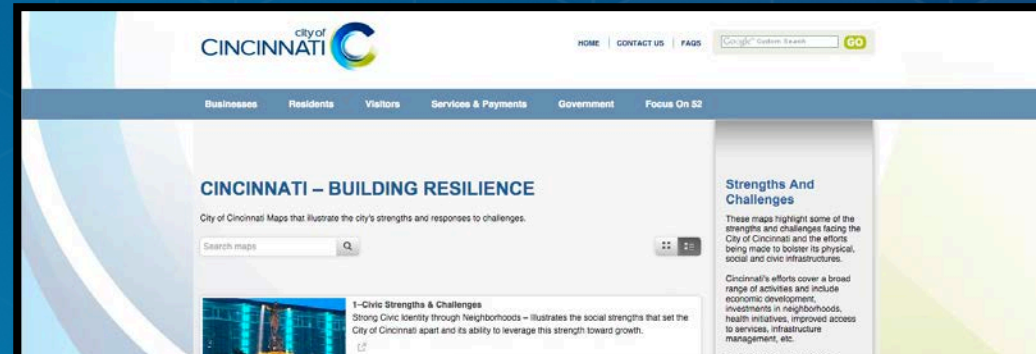 city of
CINCINNATI
HOME | CONTACT US | FAQS
Google™ Custom Search
GO
Businesses Residents Visitors Services & Payments Government Focus On 52
CINCINNATI – BUILDING RESILIENCE
City of Cincinnati Maps that illustrate the city's strengths and responses to challenges.
Search maps
1–Civic Strengths & Challenges
Strong Civic Identity through Neighborhoods – Illustrates the social strengths that set the
City of Cincinnati apart and its ability to leverage this strength toward growth.
Strengths And
Challenges
These maps highlight some of the
strengths and challenges facing the
City of Cincinnati and the efforts
being made to bolster its physical,
social and civic infrastructures.
Cincinnati's efforts cover a broad
range of activities and include
economic development,
investments in neighborhoods,
health initiatives, improved access
to services, infrastructure
management, etc.